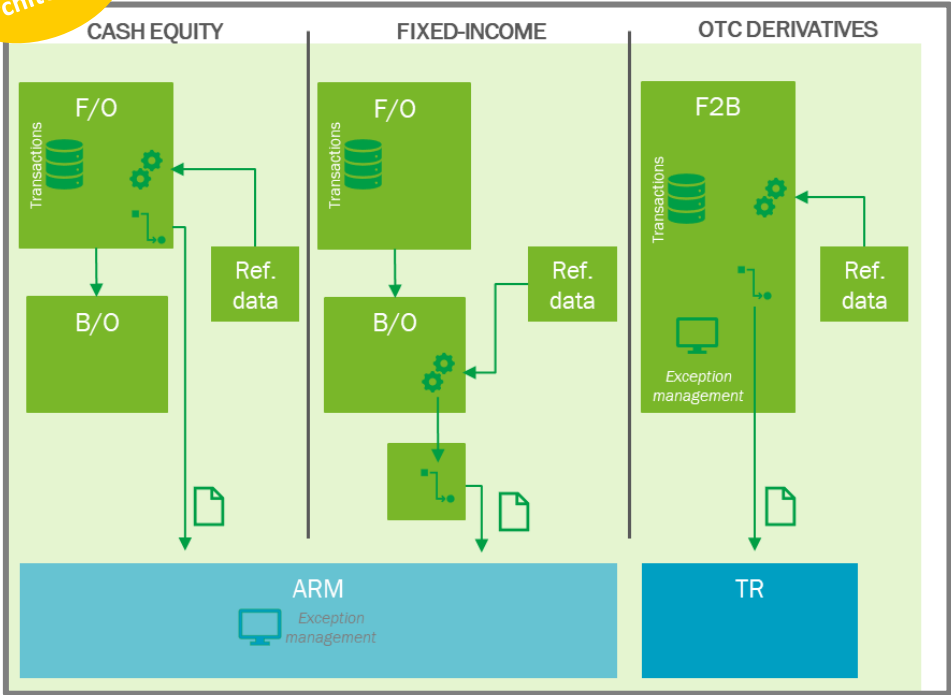 CASH EQUITY
FIXED-INCOME
OTC DERIVATIVES
F/O
Transactions
Ref.
data
B/O
F/O
Transactions
Ref.
data
B/O
F2B
Transactions
Ref.
data
Exception
management
ARM
Exception
management
TR